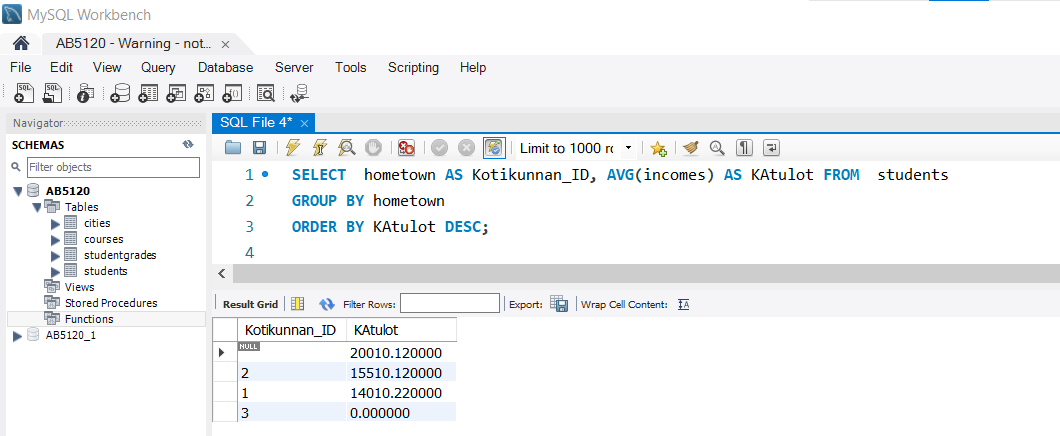 MySQL Workbench
AB5120 - Warning - not... ×
File Edit View Query Database Server Tools Scripting Help
Navigator
SQL File 4* ×
SCHEMAS
Limit to 1000 rc
Filter objects
1 SELECT hometown AS Kotikunnan_ID, AVG(incomes) AS KAtulot FROM students
2 GROUP BY hometown
3 ORDER BY KAtulot DESC;
4
AB5120
Tables
cities
courses
studentgrades
students
Views
Stored Procedures
Functions
AB5120_1
Result Grid Filter Rows: Export: Wrap Cell Content: IA
Kotikunnan_ID KAtulot
NULL 20010.120000
2 15510.120000
1 14010.220000
3 0.000000